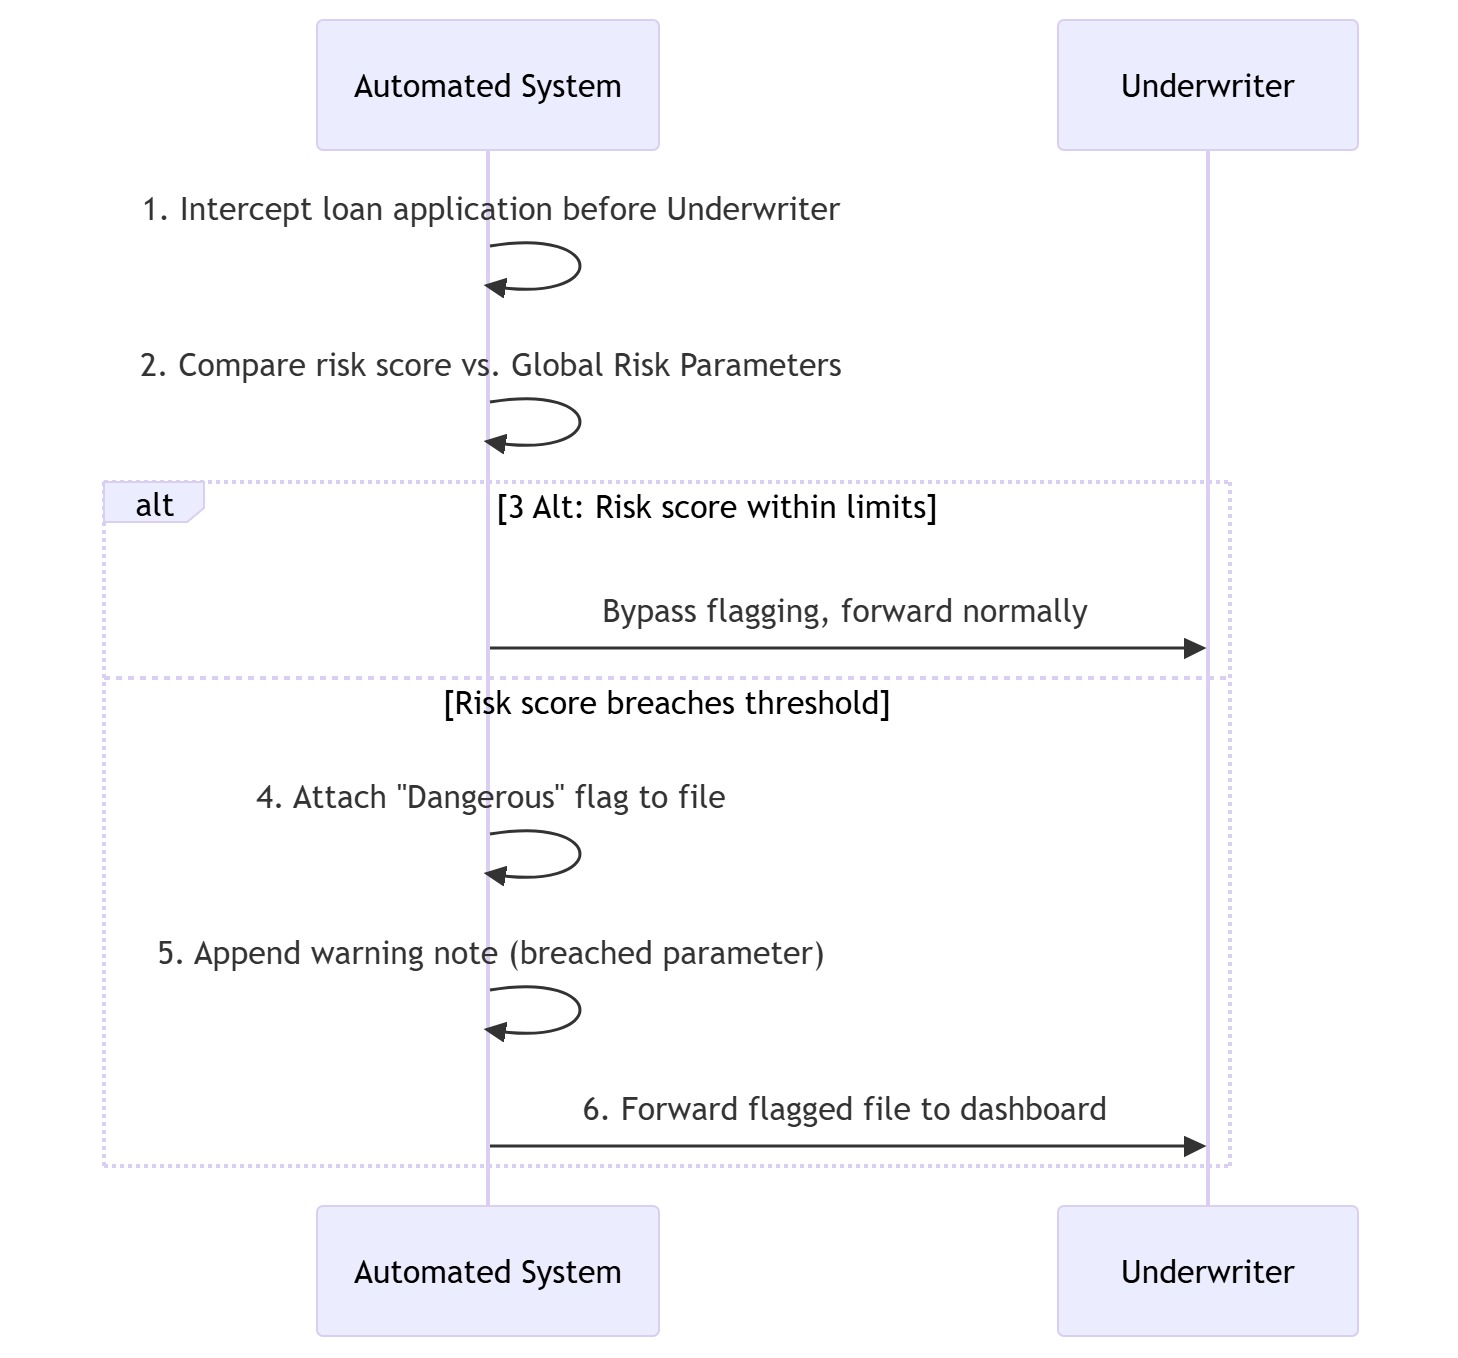 Automated System
Underwriter
1. Intercept loan application before Underwriter
2. Compare risk score vs. Global Risk Parameters
alt
[3 Alt: Risk score within limits]
Bypass flagging, forward normally
[Risk score breaches threshold]
4. Attach "Dangerous" flag to file
5. Append warning note (breached parameter)
6. Forward flagged file to dashboard
Automated System
Underwriter